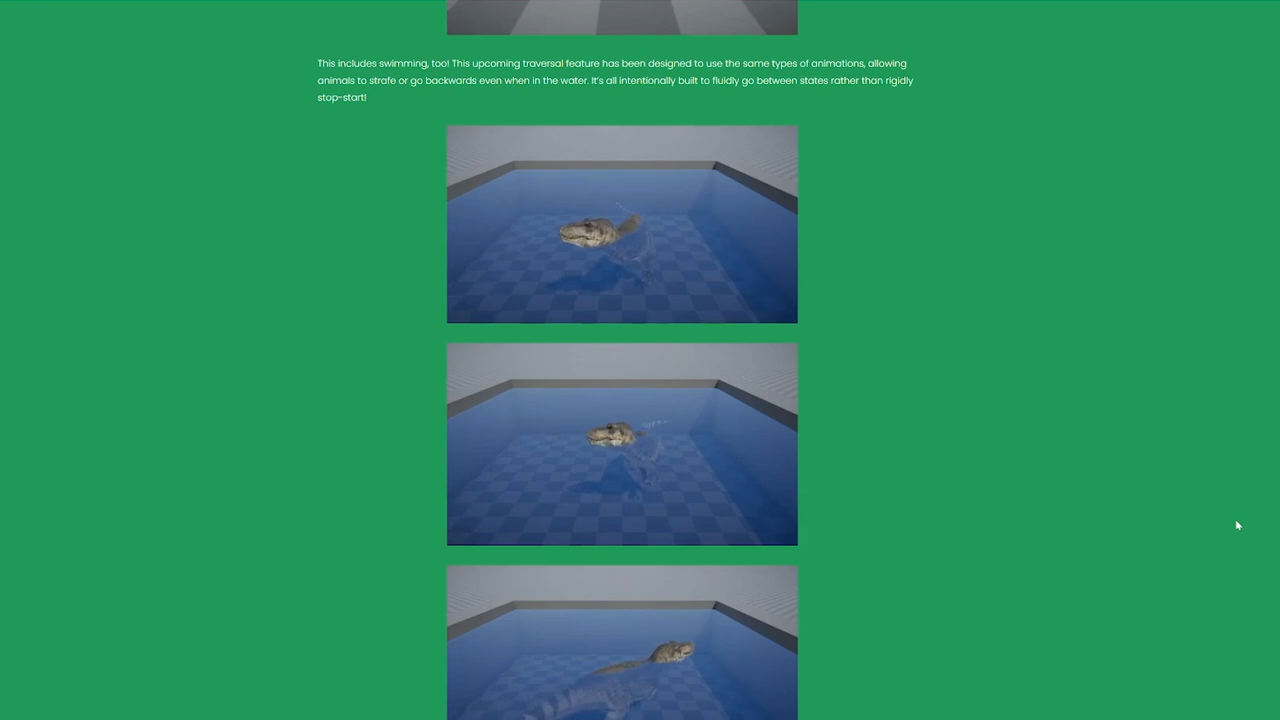 This includes swimming, too! This upcoming traversal feature has been designed to use the same types of animations, allowing
animals to strafe or go backwards even when in the water. It's all intentionally built to fluidly go between states rather than rigidly
stop-start!